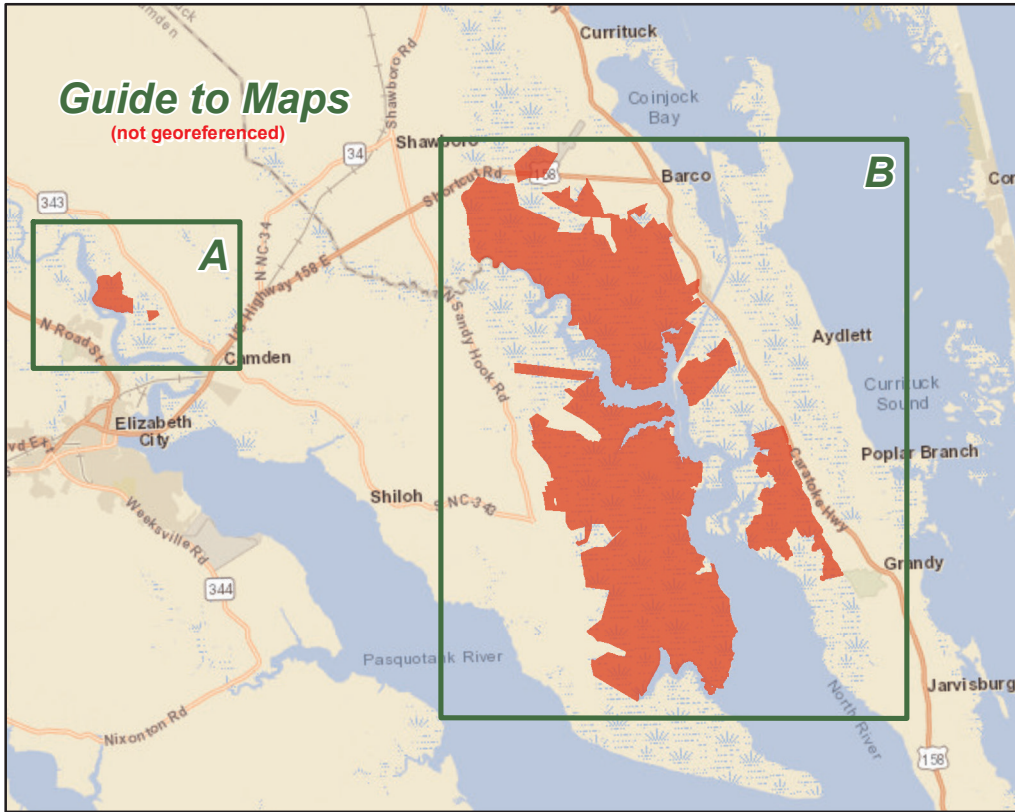 Currituck
Guide to Maps
(not georeferenced)
Coinjock
Bay
Shawboro Rd
34
Shawboro
158
Shortcut Rd
Barco
B
343
A
N NC-34
US Highway 158 E
N Sandy Hook Rd
N Road St
Camden
Aydlett
Currituck
Sound
Elizabeth
City
Poplar Branch
Caratoke Hwy
Shiloh
S NC-343
Weeksville Rd
Grandy
344
Pasquotank River
North River
Jarvisburg
Nixonton Rd
158